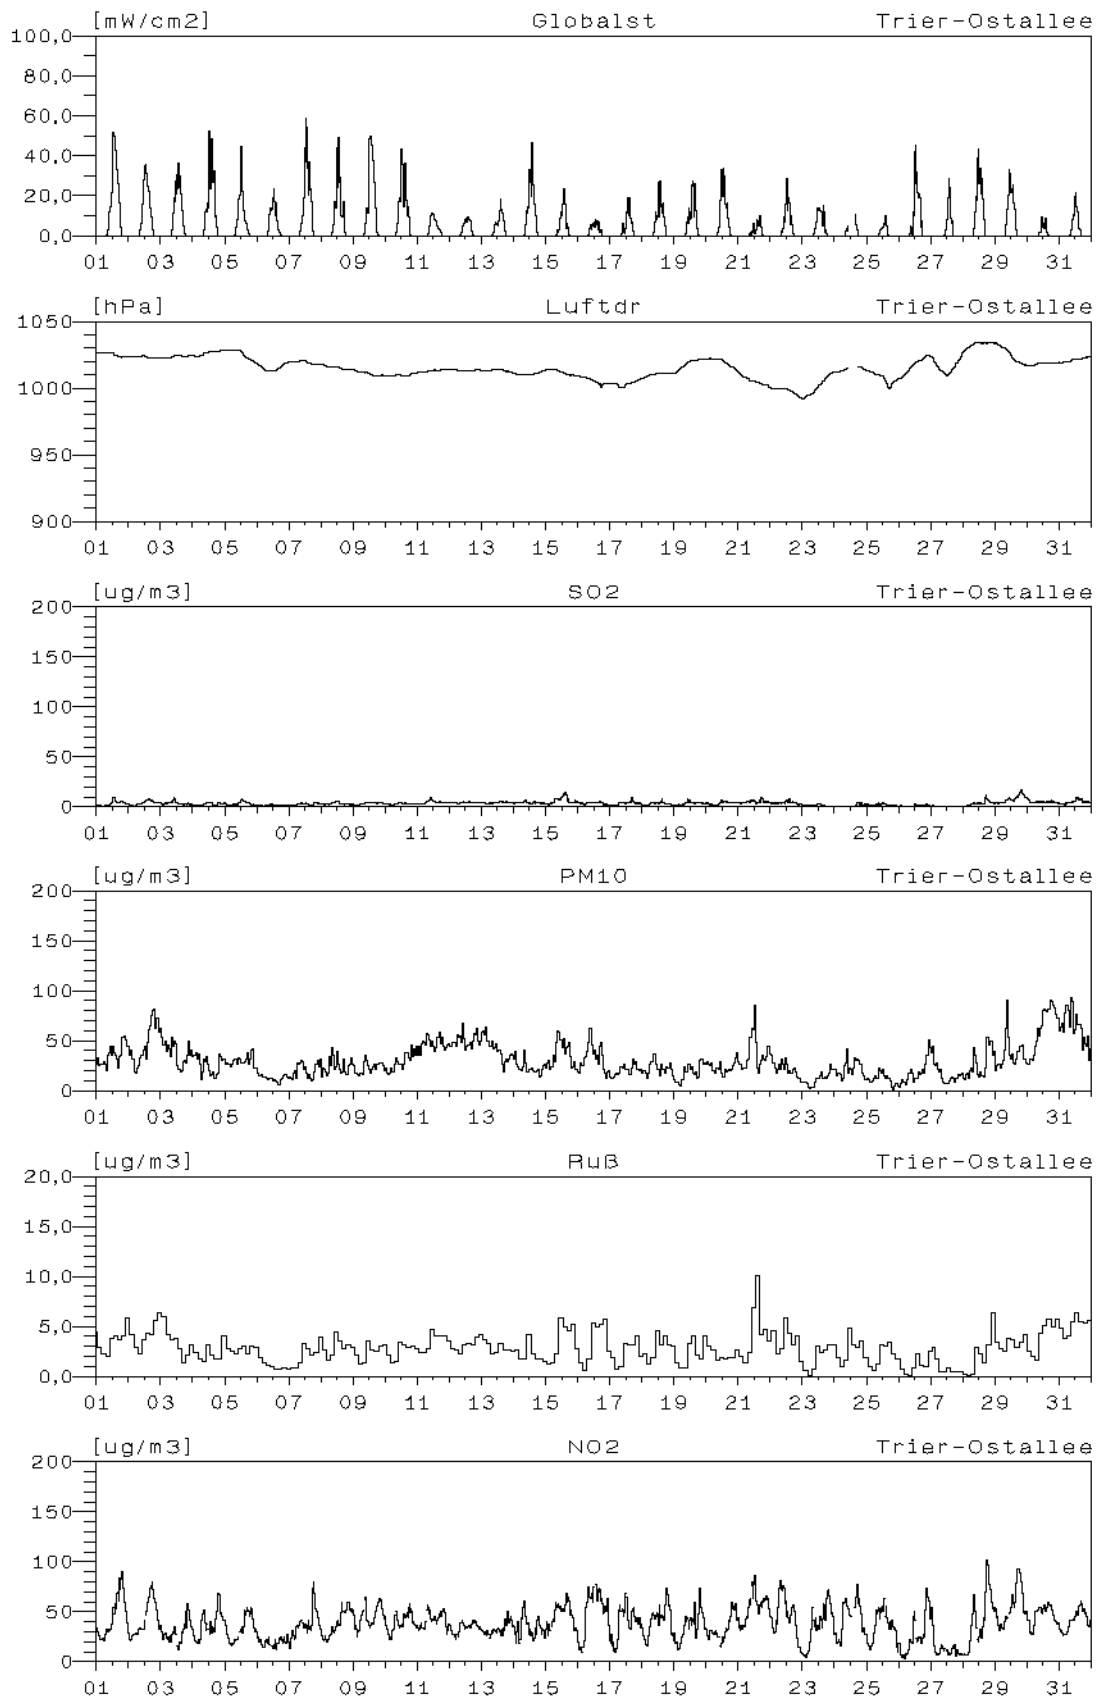 [mW/cm2] Globalst Trier-Ostallee
100,0
80,0
60,0
40,0
20,0
0,0
01 03 05 07 09 11 13 15 17 19 21 23 25 27 29 31
[hPa] Luftdr Trier-Ostallee
1050
1000
950
900
01 03 05 07 09 11 13 15 17 19 21 23 25 27 29 31
[ug/m3] SO2 Trier-Ostallee
200
150
100
50
0
01 03 05 07 09 11 13 15 17 19 21 23 25 27 29 31
[ug/m3] PM10 Trier-Ostallee
200
150
100
50
0
01 03 05 07 09 11 13 15 17 19 21 23 25 27 29 31
[ug/m3] Ruß Trier-Ostallee
20,0
15,0
10,0
5,0
0,0
01 03 05 07 09 11 13 15 17 19 21 23 25 27 29 31
[ug/m3] NO2 Trier-Ostallee
200
150
100
50
0
01 03 05 07 09 11 13 15 17 19 21 23 25 27 29 31